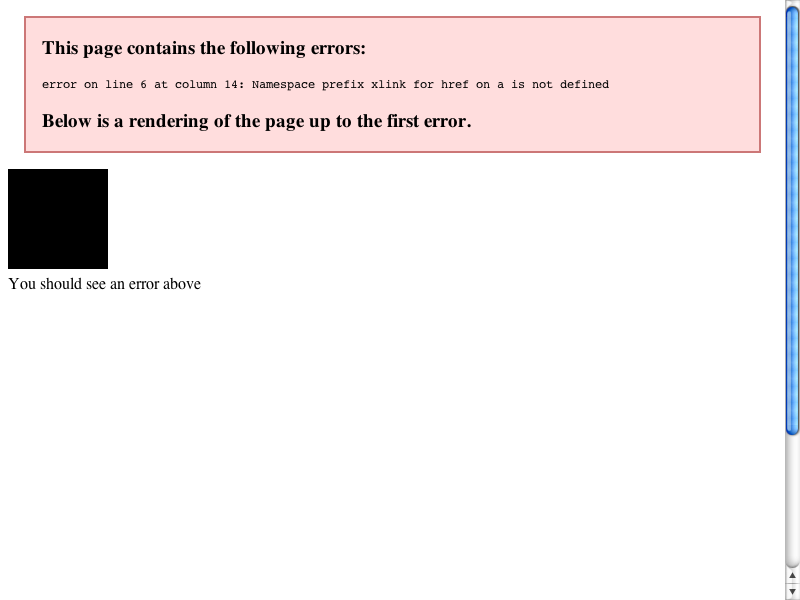 This page contains the following errors:
error on line 6 at column 14: Namespace prefix xlink for href on a is not defined
Below is a rendering of the page up to the first error.
You should see an error above